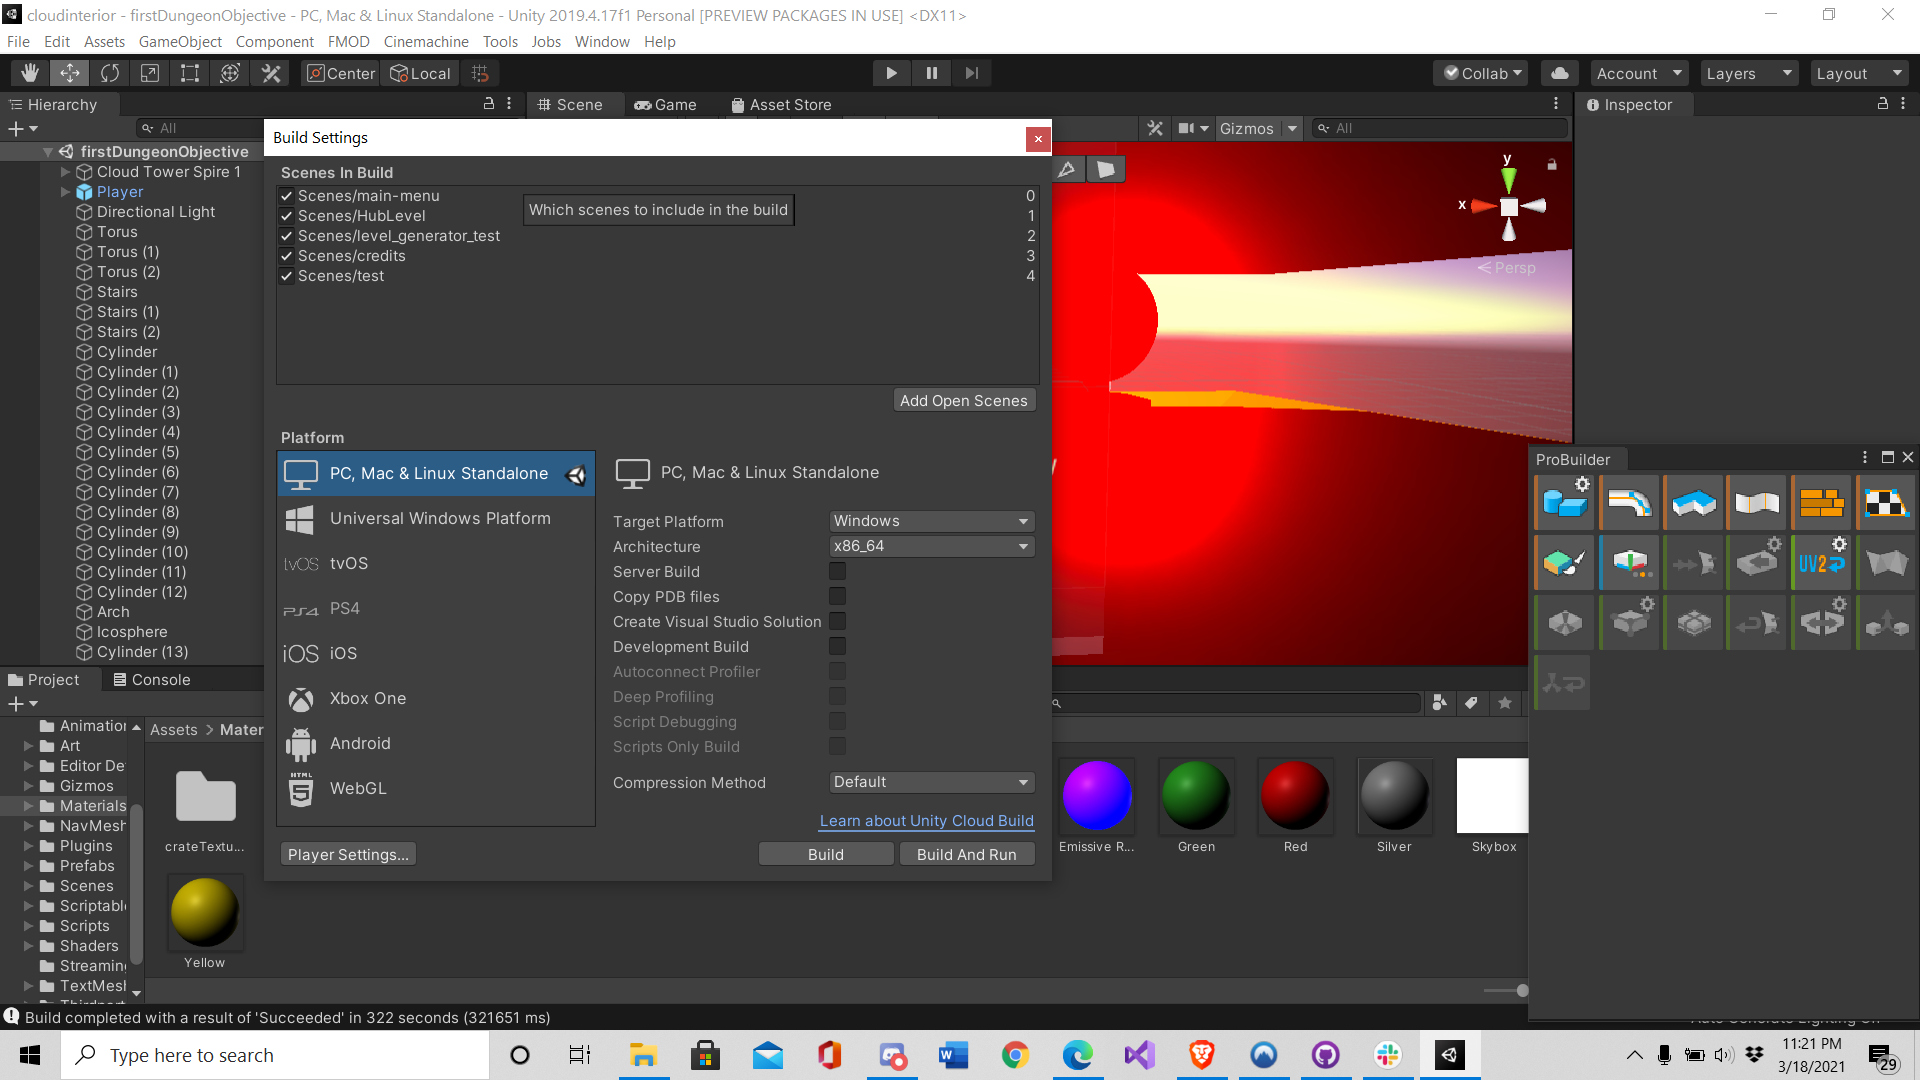 cloudinterior - firstDungeonObjective - PC, Mac & Linux Standalone - Unity 2019.4.17f1 Personal [PREVIEW PACKAGES IN USE] <DX11>
File Edit Assets GameObject Component FMOD Cinemachine Tools Jobs Window Help
Center Local Collab Account Layers Layout
Hierarchy
Scene Game Asset Store
Inspector
All
Gizmos All
firstDungeonObjective
Cloud Tower Spire 1
Player
Directional Light
Torus
Torus (1)
Torus (2)
Stairs
Stairs (1)
Stairs (2)
Cylinder
Cylinder (1)
Cylinder (2)
Cylinder (3)
Cylinder (4)
Cylinder (5)
Cylinder (6)
Cylinder (7)
Cylinder (8)
Cylinder (9)
Cylinder (10)
Cylinder (11)
Cylinder (12)
Arch
Icosphere
Cylinder (13)
Build Settings
Scenes In Build
Scenes/main-menu 0
Scenes/HubLevel 1
Scenes/level_generator_test 2
Scenes/credits 3
Scenes/test 4
Which scenes to include in the build
Add Open Scenes
Platform
PC, Mac & Linux Standalone
Universal Windows Platform
tvOS tvOS
PS4 PS4
iOS iOS
Xbox One
Android
HTML 5 WebGL
PC, Mac & Linux Standalone
Target Platform Windows
Architecture x86_64
Server Build
Copy PDB files
Create Visual Studio Solution
Development Build
Autoconnect Profiler
Deep Profiling
Script Debugging
Scripts Only Build
Compression Method Default
Learn about Unity Cloud Build
Player Settings...
Build
Build And Run
y
x
Persp
ProBuilder
UV2
Project Console
Animation
Art
Editor De
Gizmos
Materials
NavMesh
Plugins
Prefabs
Scenes
Scriptabl
Scripts
Shaders
Streaming
TextMesh
Assets > Mater
crateTextu...
Yellow
Emissive R...
Green
Red
Silver
Skybox
Build completed with a result of 'Succeeded' in 322 seconds (321651 ms)
Type here to search
11:21 PM
3/18/2021
29